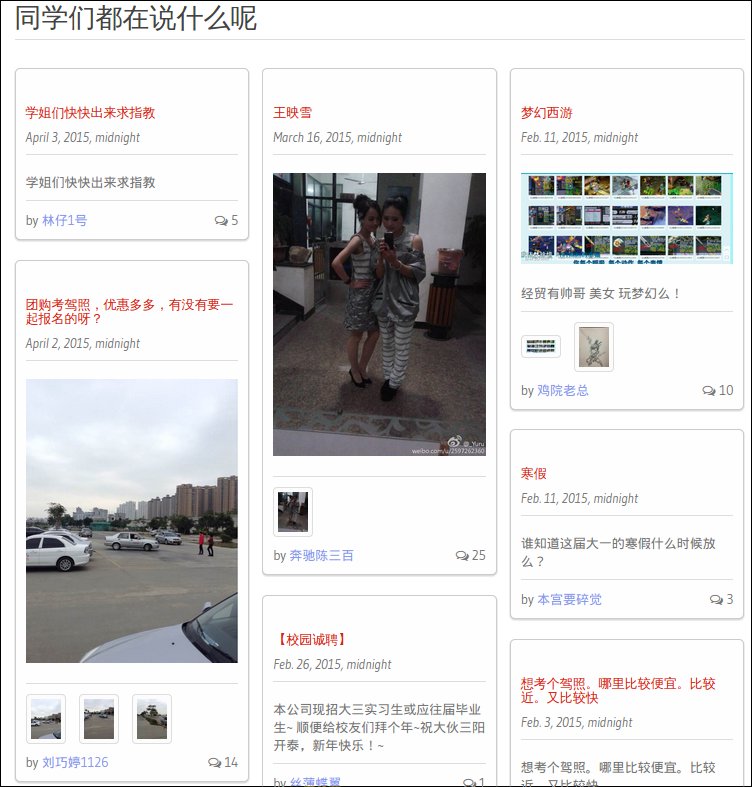 同学们都在说什么呢
学姐们快快出来求指教
April 3, 2015, midnight
学姐们快快出来求指教
by 林仔1号
5
团购考驾照，优惠多多，有没有要一
起报名的呀？
April 2, 2015, midnight
by 刘巧婷1126
14
王映雪
March 16, 2015, midnight
@_Yuru
weibo.com/u/2597262360
by 奔驰陈三百
25
【校园诚聘】
Feb. 26, 2015, midnight
本公司现招大三实习生或应往届毕业
生~ 顺便给校友们拜个年~祝大伙三阳
开泰，新年快乐！~
by 丝薄蝶翼
1
梦幻西游
Feb. 11, 2015, midnight
经贸有帅哥 美女 玩梦幻么！
by 鸡院老总
10
寒假
Feb. 11, 2015, midnight
谁知道这届大一的寒假什么时候放
么？
by 本宫要碎觉
3
想考个驾照。哪里比较便宜。比较
近。又比较快
Feb. 3, 2015, midnight
想考个驾照。哪里比较便宜。比较
近。又比较快